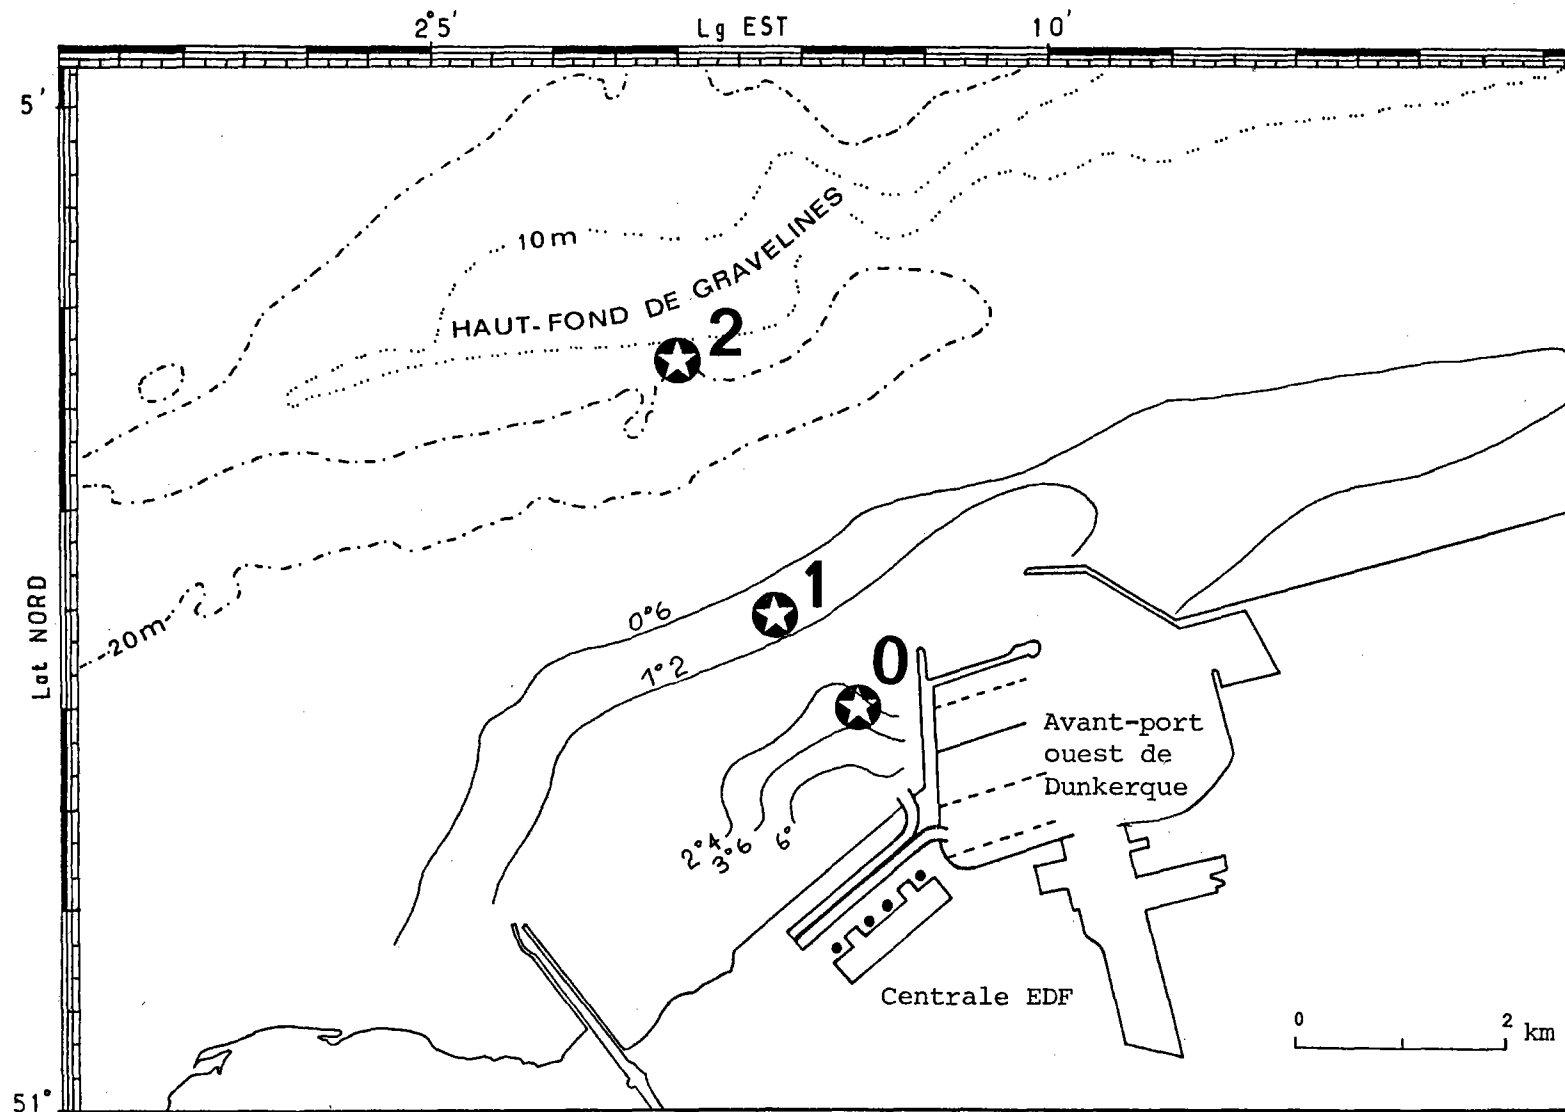 2°5' Lg EST 10'
5'
10m
HAUT-FOND DE GRAVELINES
2
Lat NORD
20m
0°6
1
1°2
0
Avant-port
ouest de
Dunkerque
2°4
3°6
6°
Centrale EDF
0 2 km
51°